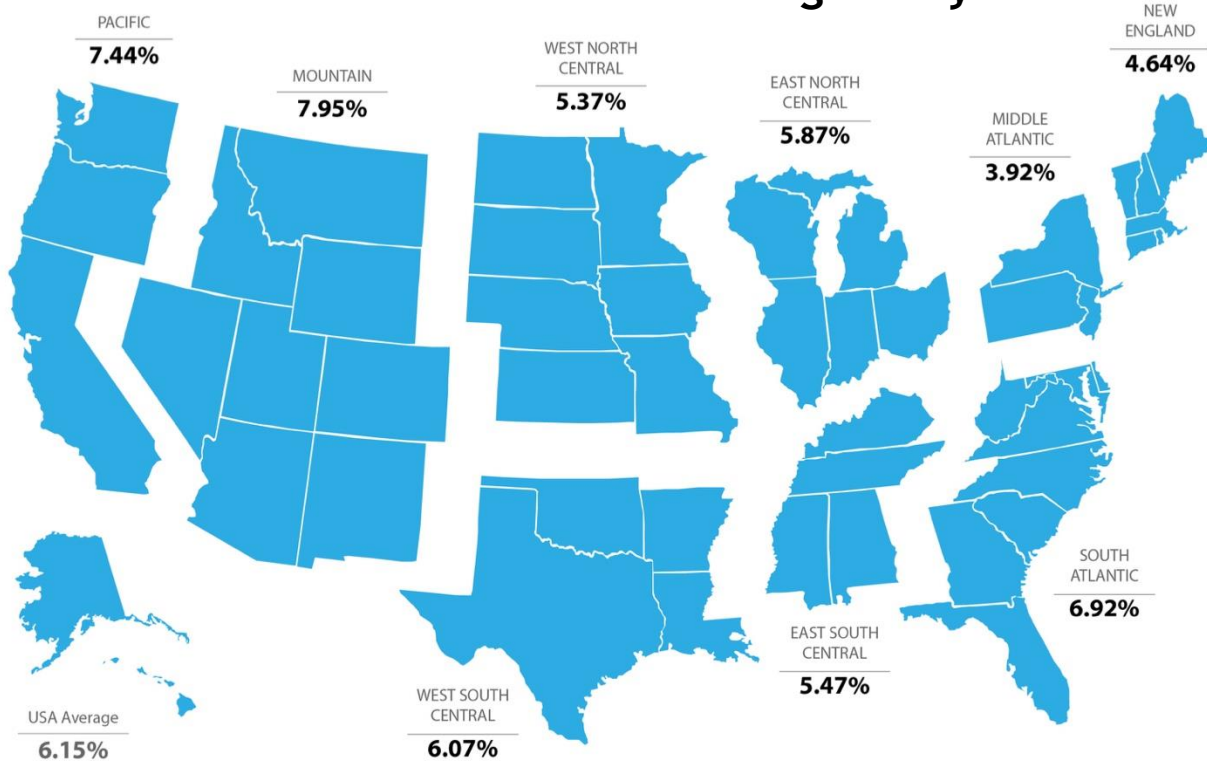 PACIFIC
7.44%
MOUNTAIN
7.95%
WEST NORTH
CENTRAL
5.37%
EAST NORTH
CENTRAL
5.87%
MIDDLE
ATLANTIC
3.92%
NEW
ENGLAND
4.64%
SOUTH
ATLANTIC
6.92%
EAST SOUTH
CENTRAL
5.47%
WEST SOUTH
CENTRAL
6.07%
USA Average
6.15%